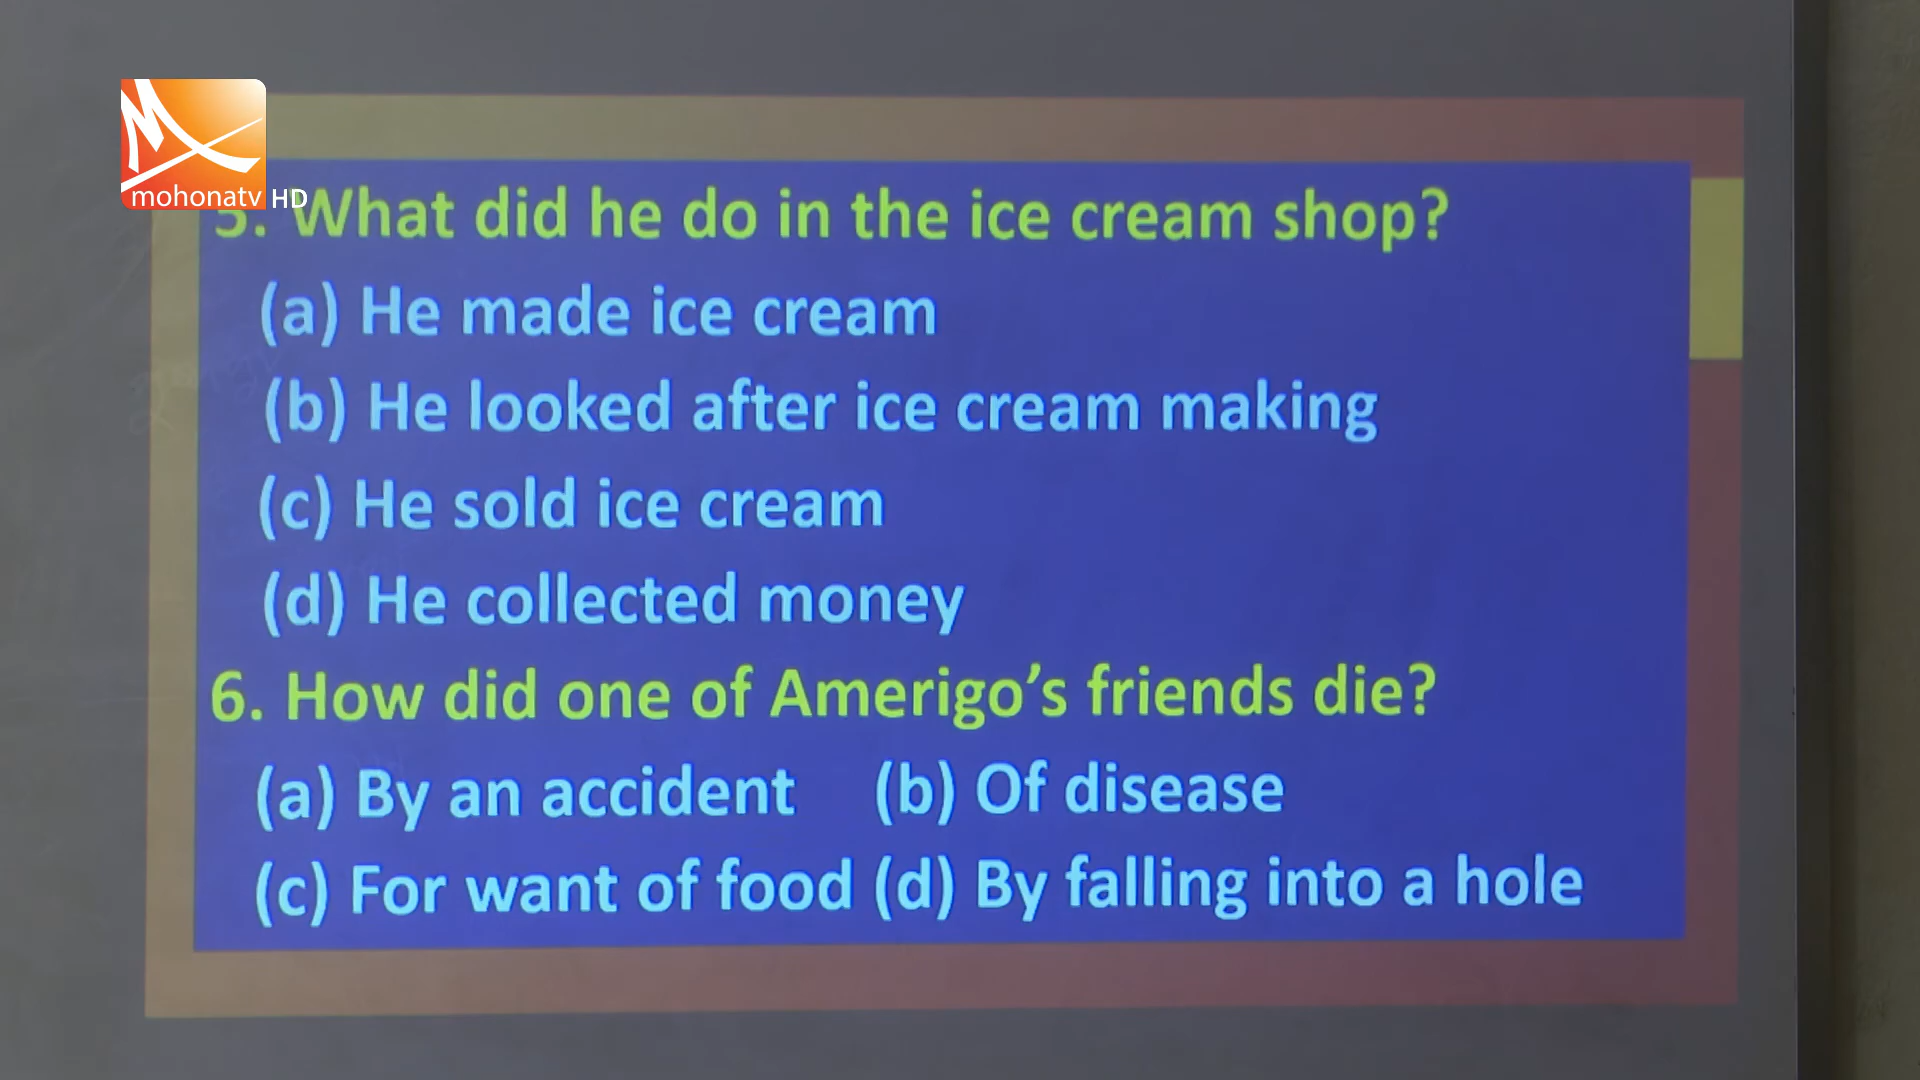 mohonatv HD
5. What did he do in the ice cream shop?
(a) He made ice cream
(b) He looked after ice cream making
(c) He sold ice cream
(d) He collected money
6. How did one of Amerigo’s friends die?
(a) By an accident (b) Of disease
(c) For want of food (d) By falling into a hole